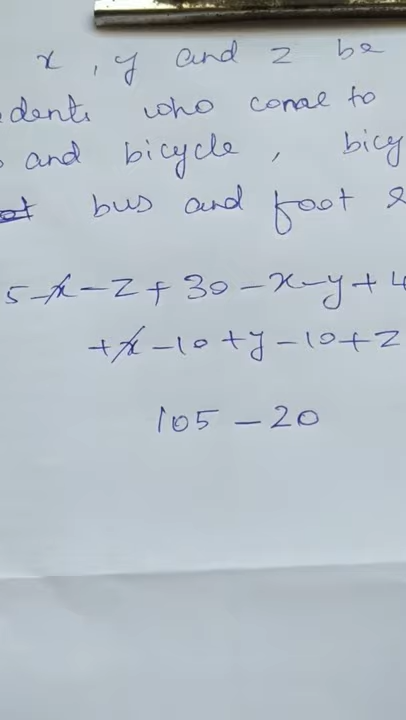 x, y and z be
dents who come to
and bicycle, bicy
bus and foot
5-x-z+30-x-y+4
+x-10+y-10+z
105-20